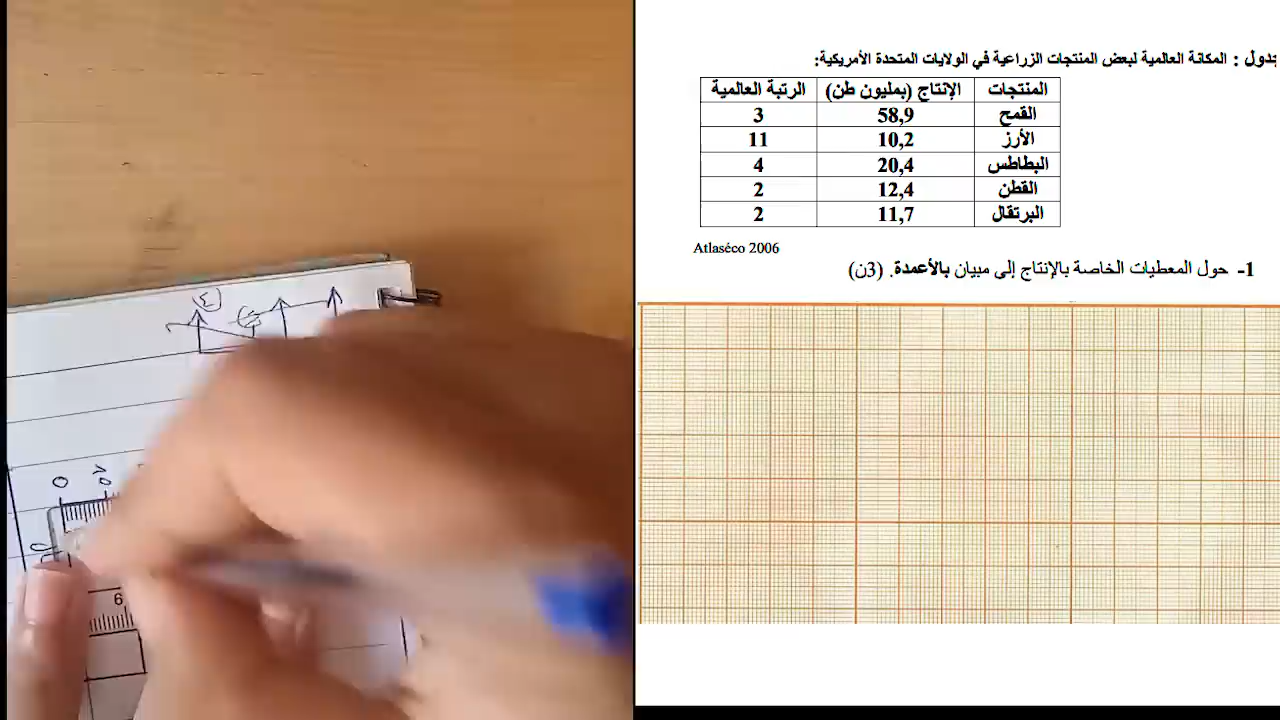 جدول : المكانة العالمية لبعض المنتجات الزراعية في الولايات المتحدة الأمريكية:
المنتجات الإنتاج (بمليون طن) الرتبة العالمية
القمح 58,9 3
الأرز 10,2 11
البطاطس 20,4 4
القطن 12,4 2
البرتقال 11,7 2
Atlaséco 2006
1- حول المعطيات الخاصة بالإنتاج إلى مبيان بالأعمدة. (3ن)
0
6